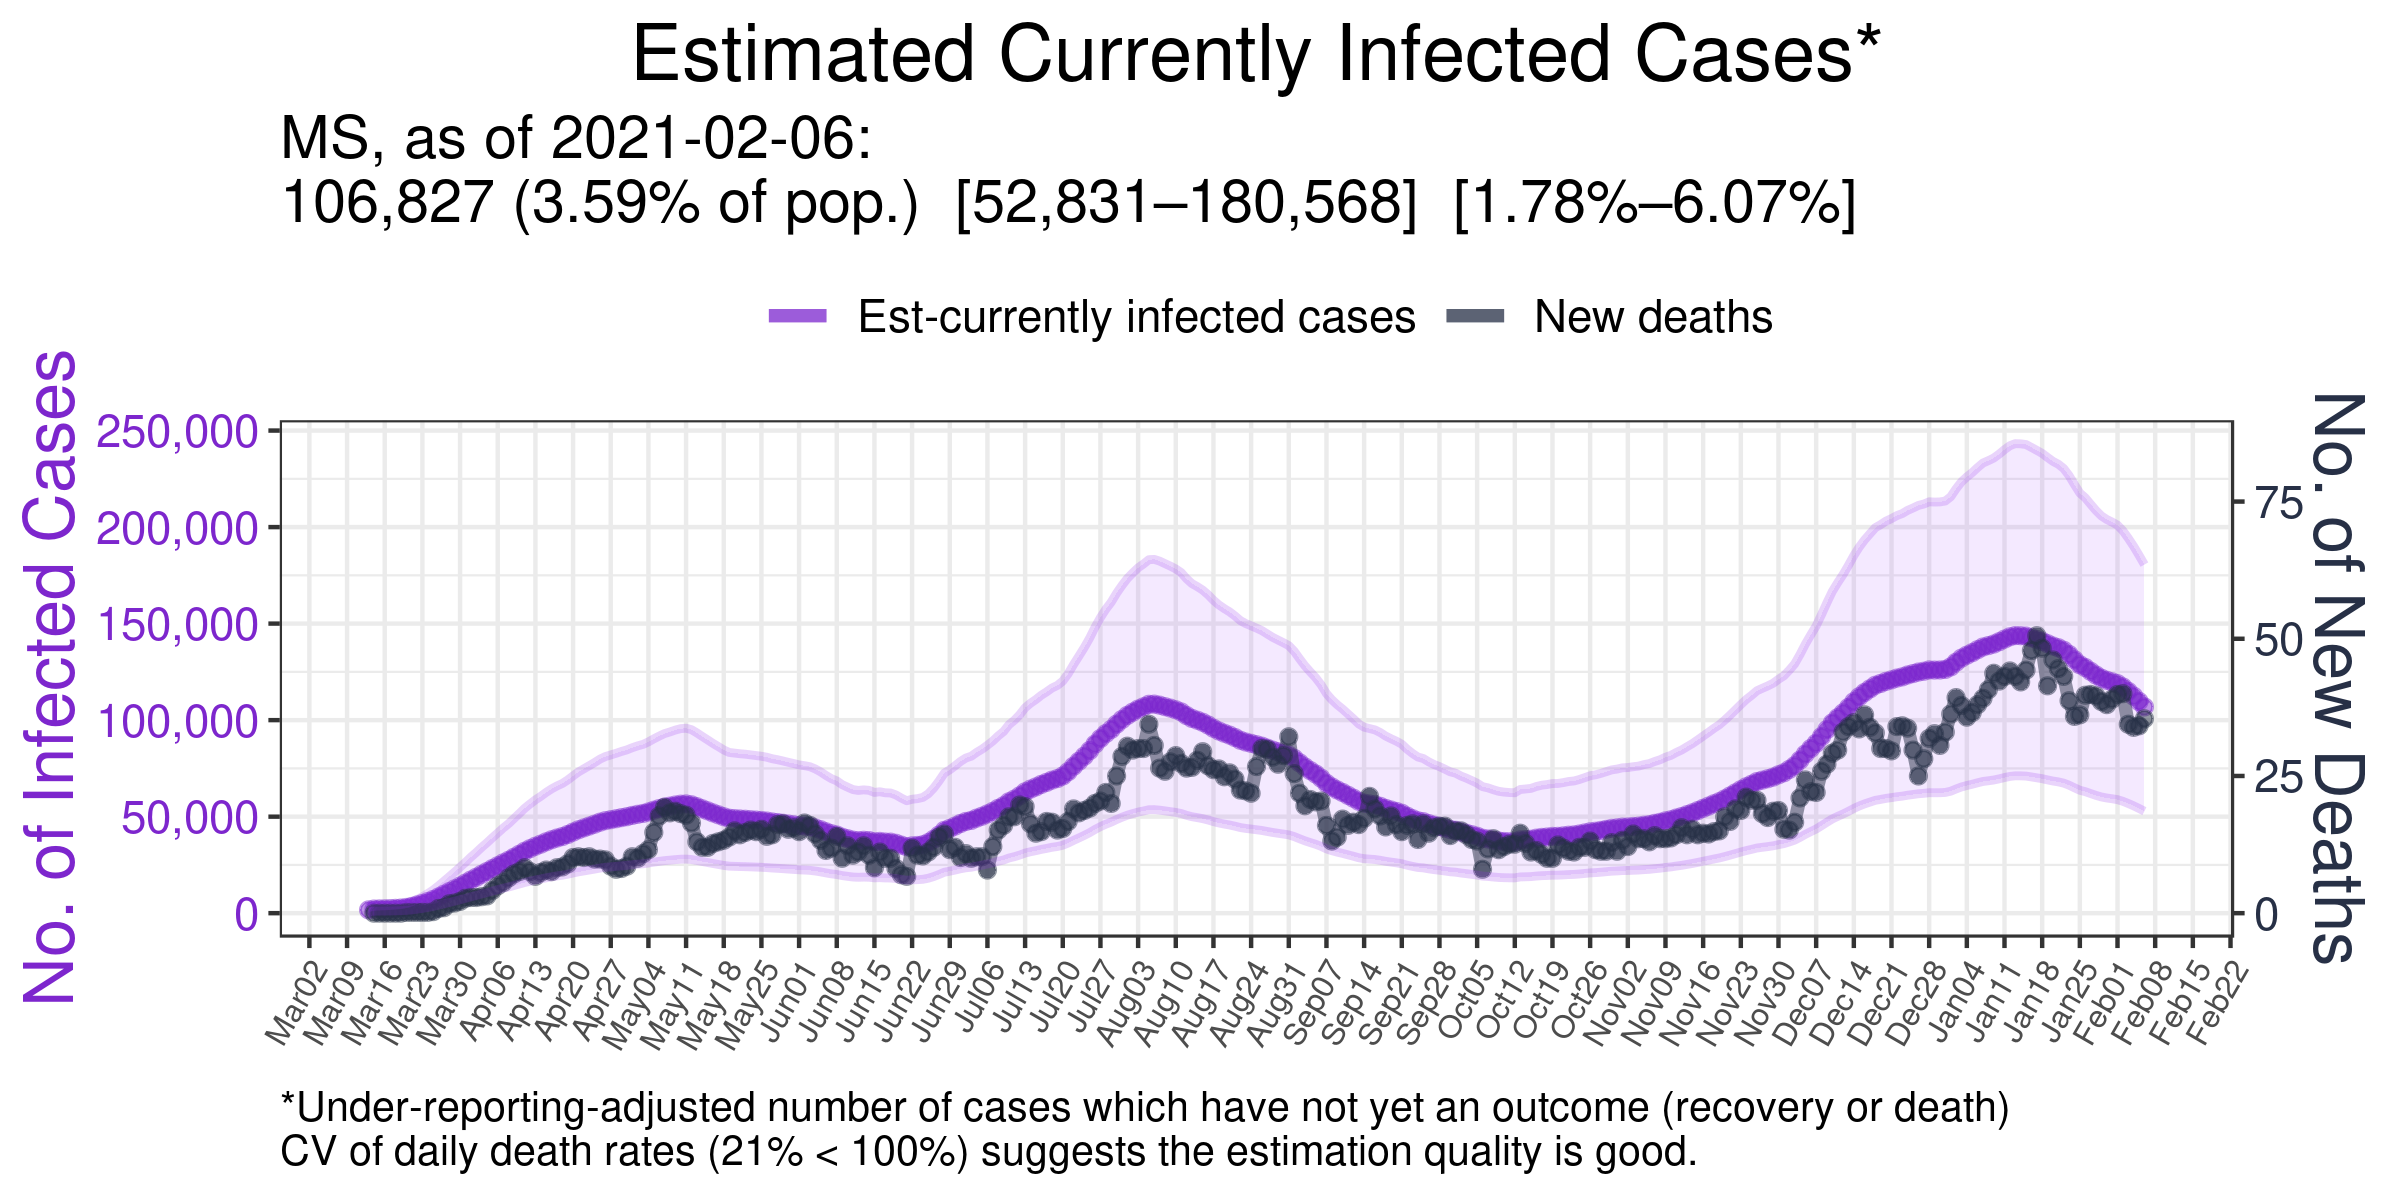 Estimated Currently Infected Cases*
MS, as of 2021-02-06:
106,827 (3.59% of pop.)  [52,831–180,568]  [1.78%–6.07%]
Est-currently infected cases
New deaths
No. of Infected Cases
250,000
200,000
150,000
100,000
50,000
0
No. of New Deaths
75
50
25
0
Mar02
Mar09
Mar16
Mar23
Mar30
Apr06
Apr13
Apr20
Apr27
May04
May11
May18
May25
Jun01
Jun08
Jun15
Jun22
Jun29
Jul06
Jul13
Jul20
Jul27
Aug03
Aug10
Aug17
Aug24
Aug31
Sep07
Sep14
Sep21
Sep28
Oct05
Oct12
Oct19
Oct26
Nov02
Nov09
Nov16
Nov23
Nov30
Dec07
Dec14
Dec21
Dec28
Jan04
Jan11
Jan18
Jan25
Feb01
Feb08
Feb15
Feb22
*Under-reporting-adjusted number of cases which have not yet an outcome (recovery or death)
CV of daily death rates (21% < 100%) suggests the estimation quality is good.